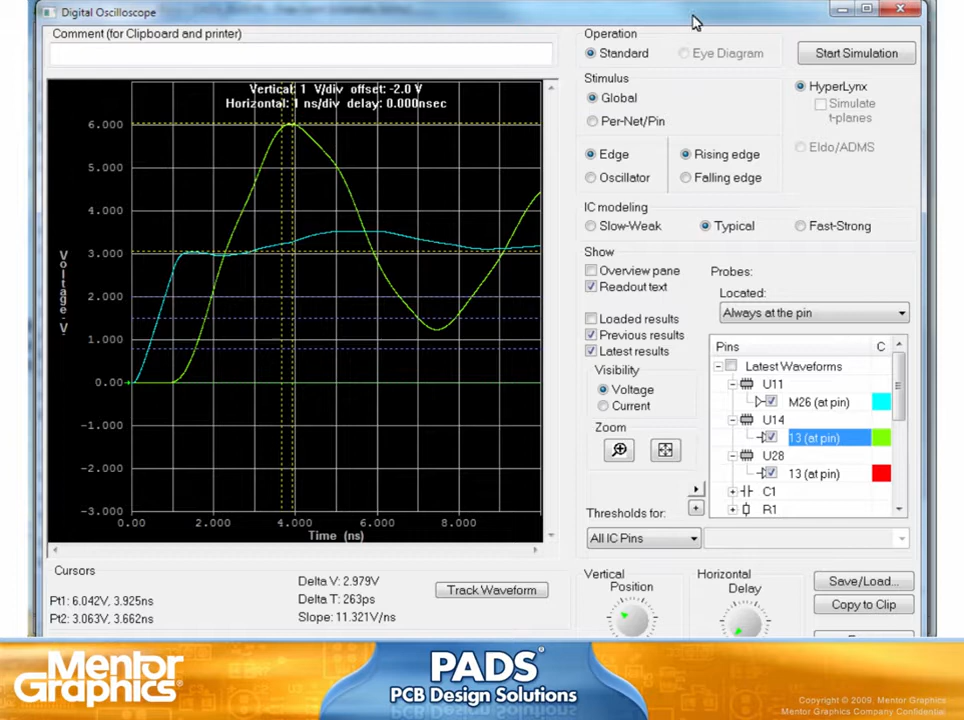 Digital Oscilloscope
Comment (for Clipboard and printer)
Vertical: 1 V/div offset: -2.0 V
Horizontal: 1 ns/div delay: 0.000nsec
6.000
5.000
4.000
3.000
2.000
1.000
0.00
-1.000
-2.000
-3.000
Voltage - V -
0.00 2.000 4.000 6.000 8.000
Time (ns)
Cursors
Pt1: 6.042V, 3.925ns
Pt2: 3.063V, 3.662ns
Delta V: 2.979V
Delta T: 263ps
Slope: 11.321V/ns
Track Waveform
Operation
Standard
Eye Diagram
Start Simulation
Stimulus
Global
Per-Net/Pin
HyperLynx
Simulate
t-planes
Eldo/ADMS
Edge
Oscillator
Rising edge
Falling edge
IC modeling
Slow-Weak
Typical
Fast-Strong
Show
Overview pane
Readout text
Loaded results
Previous results
Latest results
Visibility
Voltage
Current
Zoom
Probes:
Located:
Always at the pin
Pins C
Latest Waveforms
U11
M26 (at pin)
U14
13 (at pin)
U28
13 (at pin)
C1
R1
Thresholds for:
All IC Pins
Vertical
Position
Horizontal
Delay
Save/Load...
Copy to Clip
Mentor
Graphics
PADS
PCB Design Solutions
Copyright © 2009, Mentor Graphics
Mentor Graphics Company Confidential